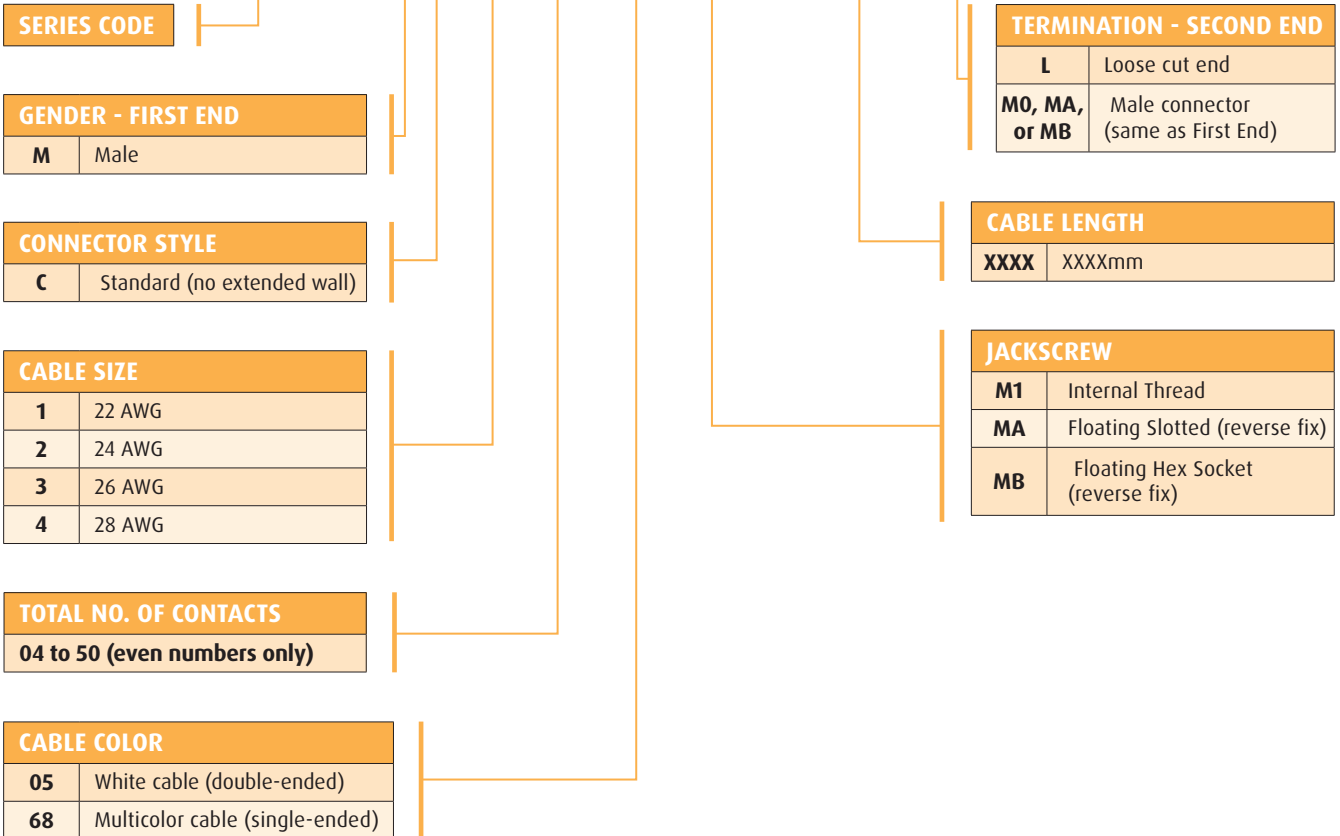 SERIES CODE
GENDER - FIRST END
M Male
CONNECTOR STYLE
C Standard (no extended wall)
CABLE SIZE
1 22 AWG
2 24 AWG
3 26 AWG
4 28 AWG
TOTAL NO. OF CONTACTS
04 to 50 (even numbers only)
CABLE COLOR
05 White cable (double-ended)
68 Multicolor cable (single-ended)
TERMINATION - SECOND END
L Loose cut end
M0, MA, Male connector
or MB (same as First End)
CABLE LENGTH
XXXX XXXXmm
JACKSCREW
M1 Internal Thread
MA Floating Slotted (reverse fix)
MB Floating Hex Socket
(reverse fix)